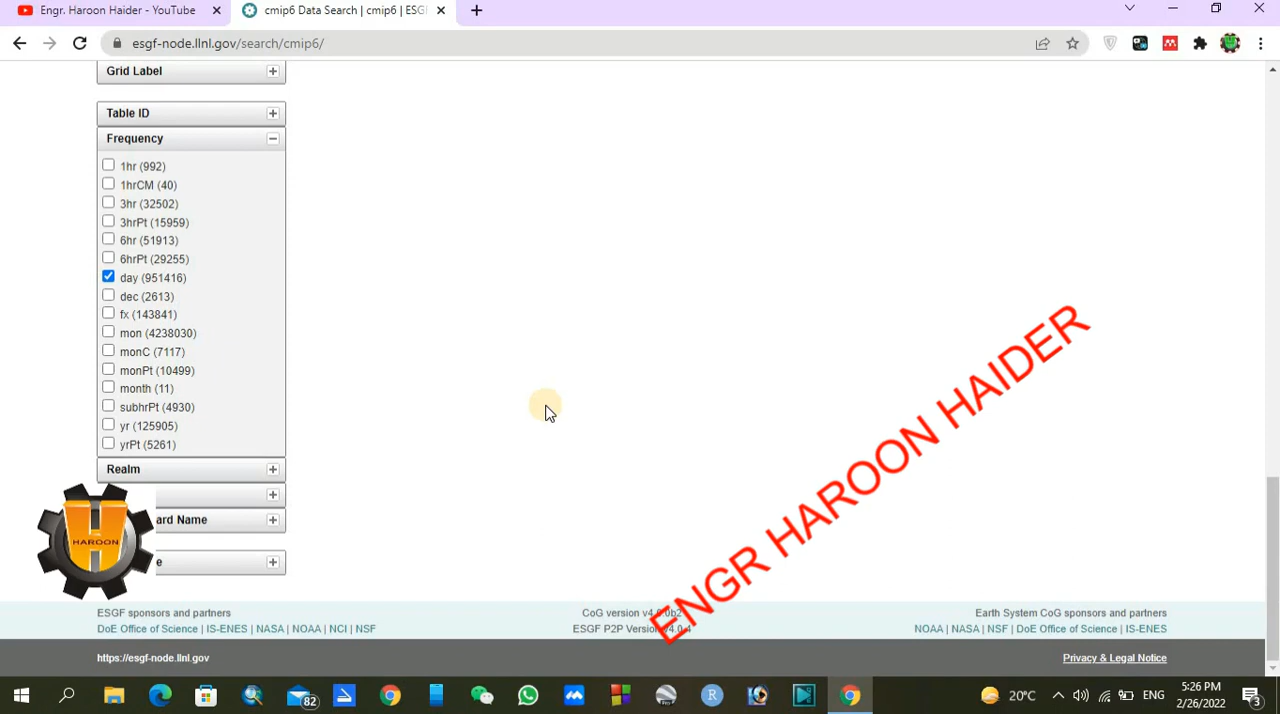 Engr. Haroon Haider - YouTube
cmip6 Data Search | cmip6 | ESGF
esgf-node.llnl.gov/search/cmip6/
Grid Label
Table ID
Frequency
1hr (992)
1hrCM (40)
3hr (32502)
3hrPt (15959)
6hr (51913)
6hrPt (29255)
day (951416)
dec (2613)
fx (143841)
mon (4238030)
monC (7117)
monPt (10499)
month (11)
subhrPt (4930)
yr (125905)
yrPt (5261)
Realm
ard Name
e
HAROON
ENGR HAROON HAIDER
ESGF sponsors and partners
DoE Office of Science | IS-ENES | NASA | NOAA | NCI | NSF
CoG version
ESGF P2P Version
Earth System CoG sponsors and partners
NOAA | NASA | NSF | DoE Office of Science | IS-ENES
https://esgf-node.llnl.gov
Privacy & Legal Notice
82
20°C
ENG
5:26 PM
2/26/2022
3